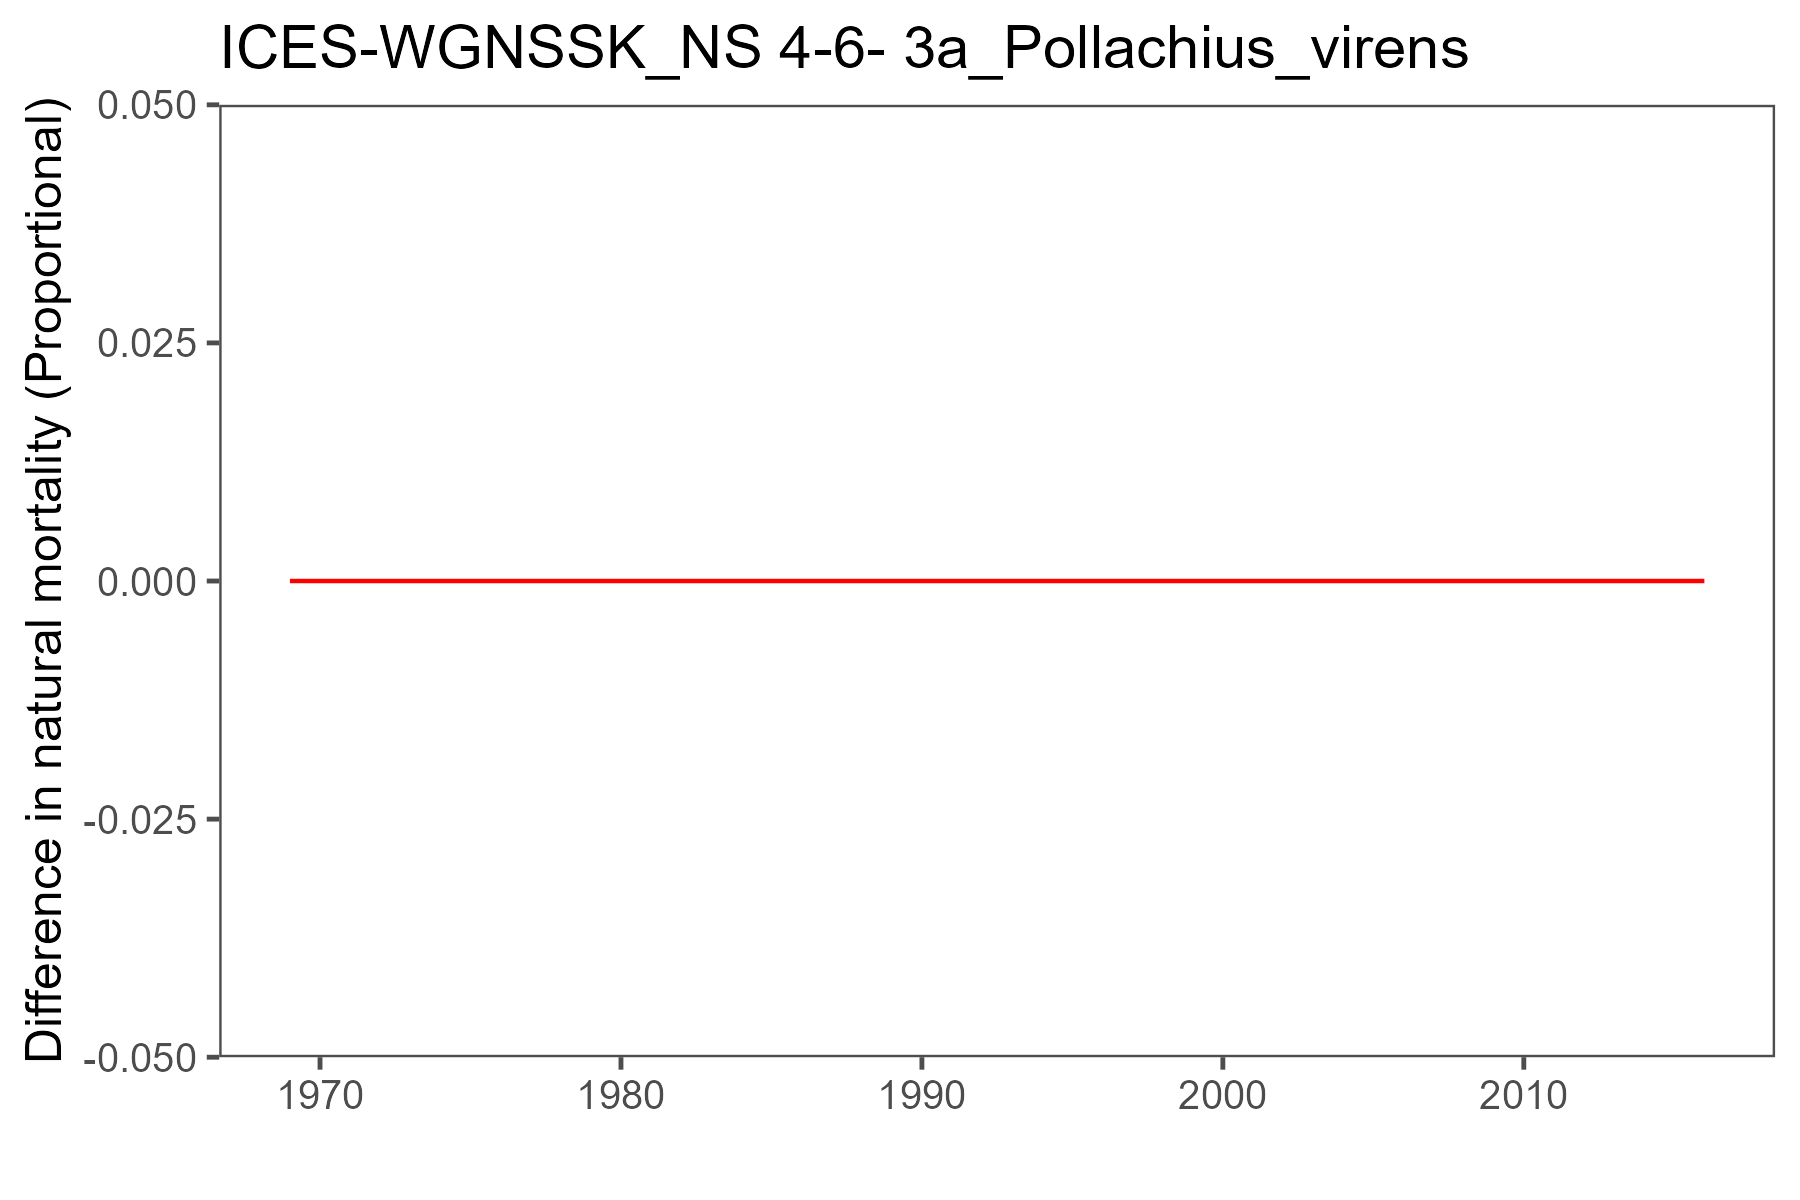 ICES-WGNSSK_NS 4-6- 3a_Pollachius_virens
Difference in natural mortality (Proportional)
0.050
0.025
0.000
-0.025
-0.050
1970 1980 1990 2000 2010